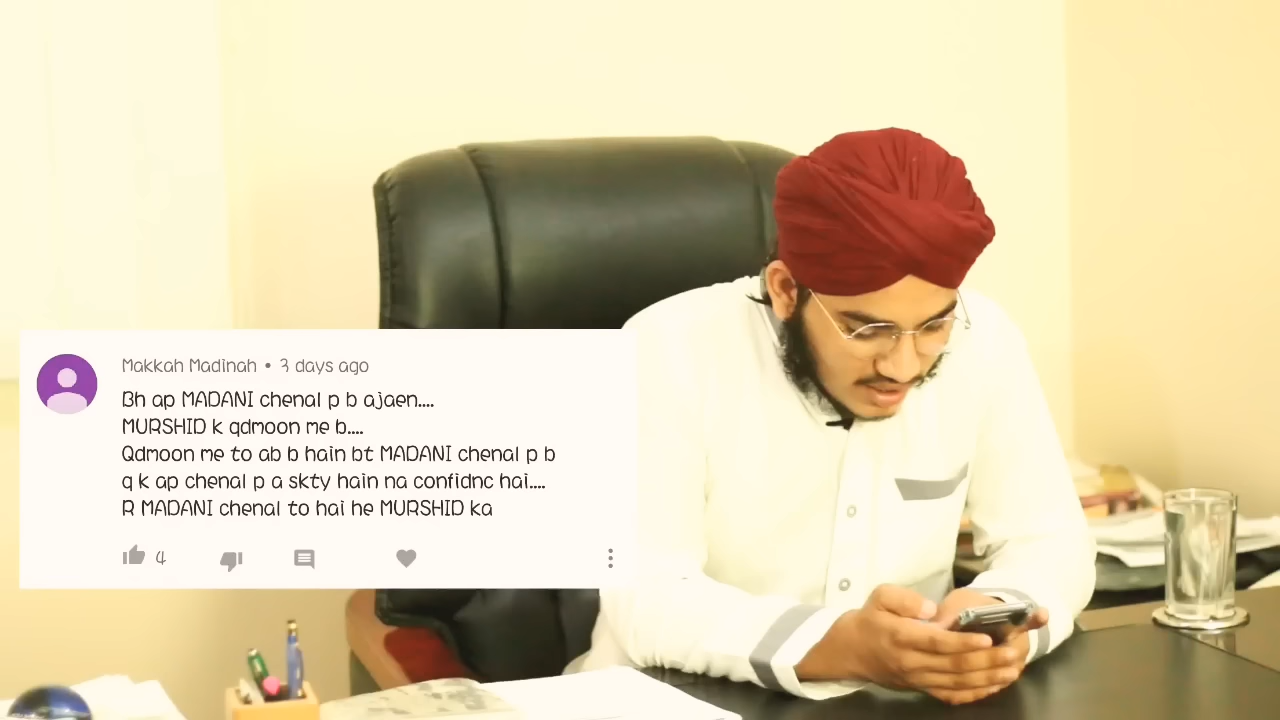 Makkah Madinah • 3 days ago
Bh ap MADANI chenal p b ajaen....
MURSHID k qdmoon me b....
Qdmoon me to ab b hain bt MADANI chenal p b
q k ap chenal p a skty hain na confidnc hai....
R MADANI chenal to hai he MURSHID ka
4